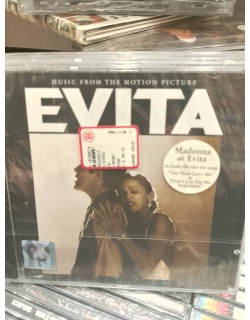 MUSIC FROM THE MOTION PICTURE
EVITA
Madonna
as Evita
includes the two hit songs
"You Must Love Me"
&
"Don't Cry For Me
Argentina"